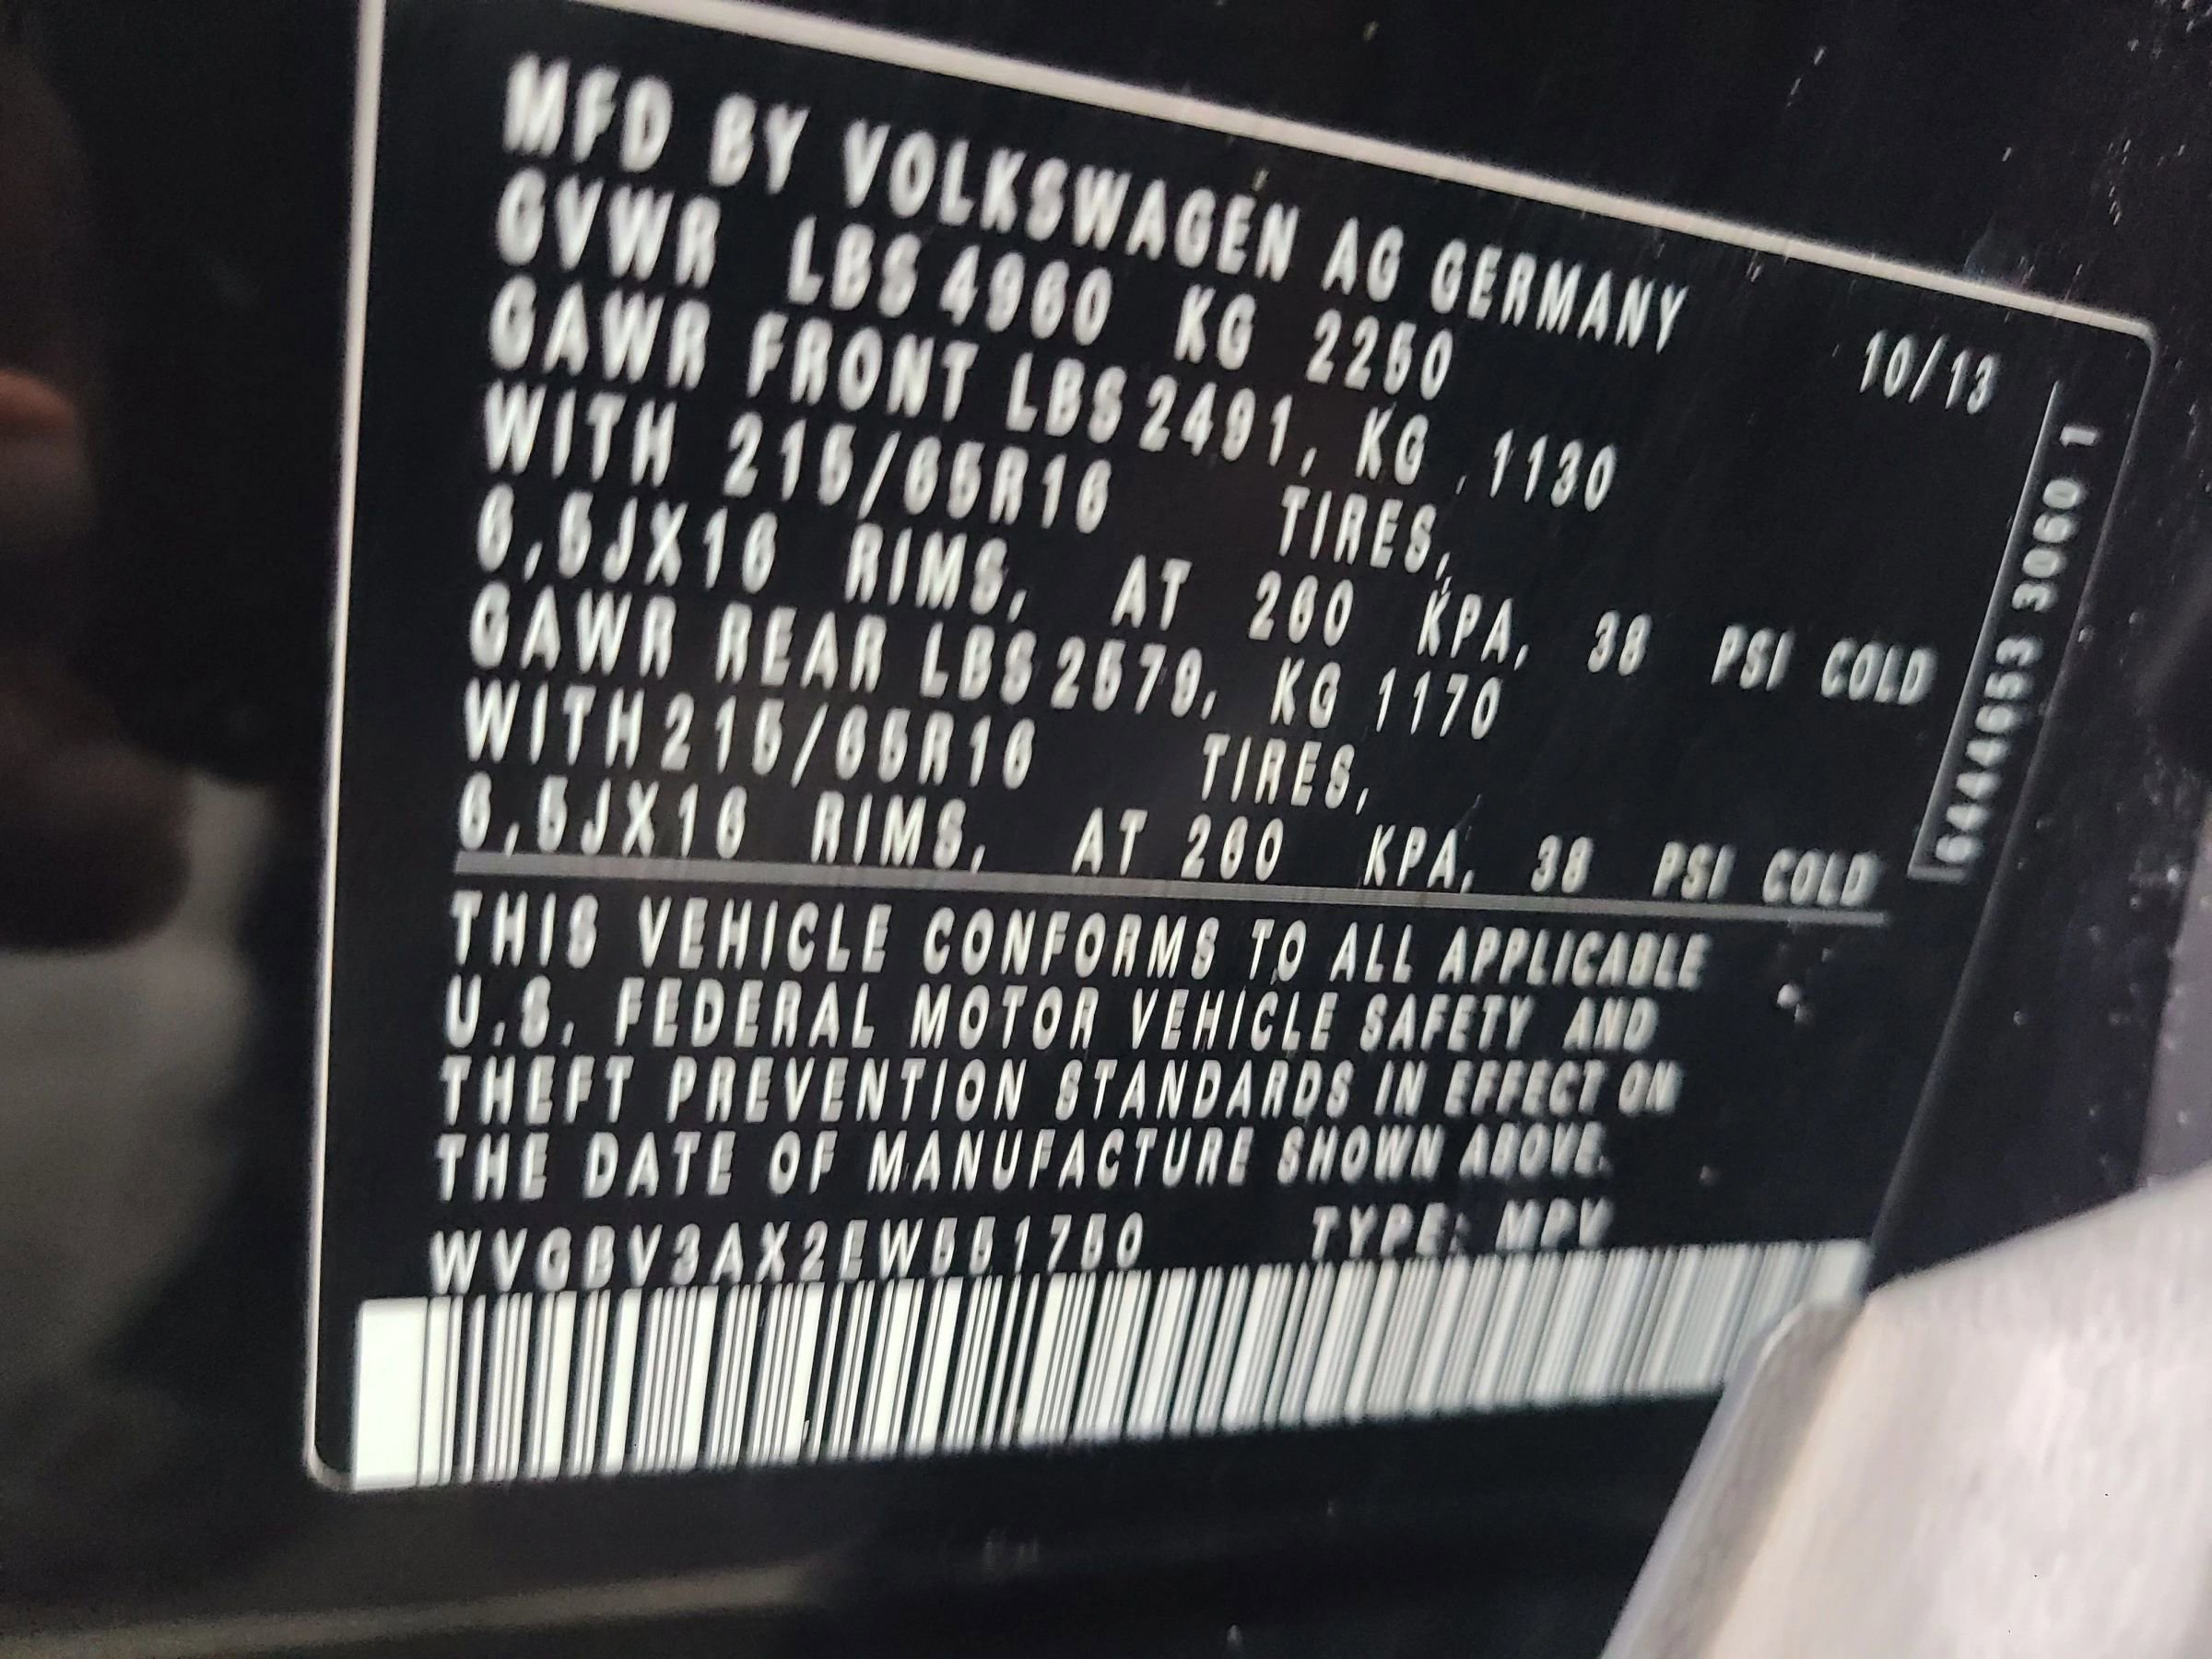 MFD BY VOLKSWAGEN AG GERMANY
10/13
GVWR LBS 4960 KG 2250
GAWR FRONT LBS 2491, KG 1130
WITH 215/65R16 TIRES,
6,5JX16 RIMS, AT 260 KPA, 38 PSI COLD
GAWR REAR LBS 2579, KG 1170
WITH 215/65R16 TIRES,
6,5JX16 RIMS, AT 260 KPA, 38 PSI COLD
THIS VEHICLE CONFORMS TO ALL APPLICABLE
U.S. FEDERAL MOTOR VEHICLE SAFETY AND
THEFT PREVENTION STANDARDS IN EFFECT ON
THE DATE OF MANUFACTURE SHOWN ABOVE.
WVGBV3AX2EW551750 TYPE: MPV
3060 1